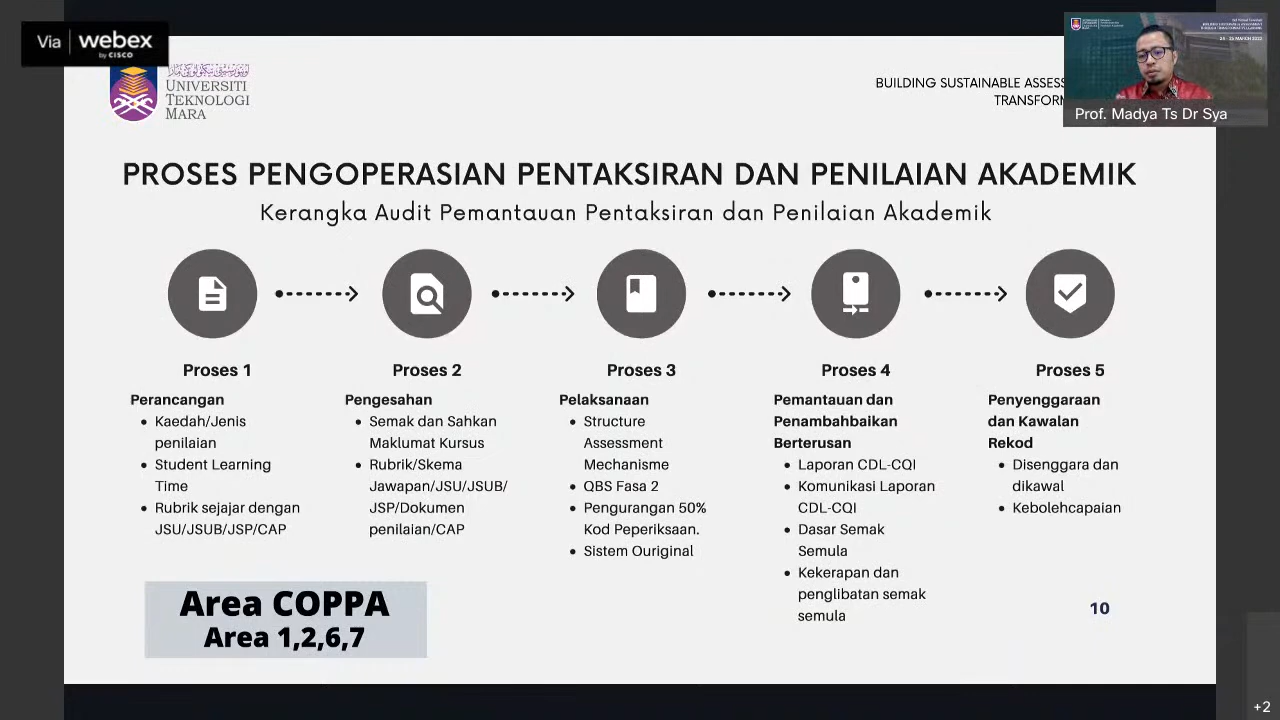 Via webex
by CISCO
UNIVERSITI
TEKNOLOGI
MARA
BUILDING SUSTAINABLE
24 - 25 MARCH 2022
Prof. Madya Ts Dr Sya
PROSES PENGOPERASIAN PENTAKSIRAN DAN PENILAIAN AKADEMIK
Kerangka Audit Pemantauan Pentaksiran dan Penilaian Akademik
Proses 1
Perancangan
• Kaedah/Jenis
penilaian
• Student Learning
Time
• Rubrik sejajar dengan
JSU/JSUB/JSP/CAP
Proses 2
Pengesahan
• Semak dan Sahkan
Maklumat Kursus
• Rubrik/Skema
Jawapan/JSU/JSUB/
JSP/Dokumen
penilaian/CAP
Proses 3
Pelaksanaan
• Structure
Assessment
Mechanisme
• QBS Fasa 2
• Pengurangan 50%
Kod Peperiksaan.
• Sistem Ouriginal
Proses 4
Pemantauan dan
Penambahbaikan
Berterusan
• Laporan CDL-CQI
• Komunikasi Laporan
CDL-CQI
• Dasar Semak
Semula
• Kekerapan dan
penglibatan semak
semula
Proses 5
Penyenggaraan
dan Kawalan
Rekod
• Disenggara dan
dikawal
• Kebolehcapaian
Area COPPA
Area 1,2,6,7
10
+2